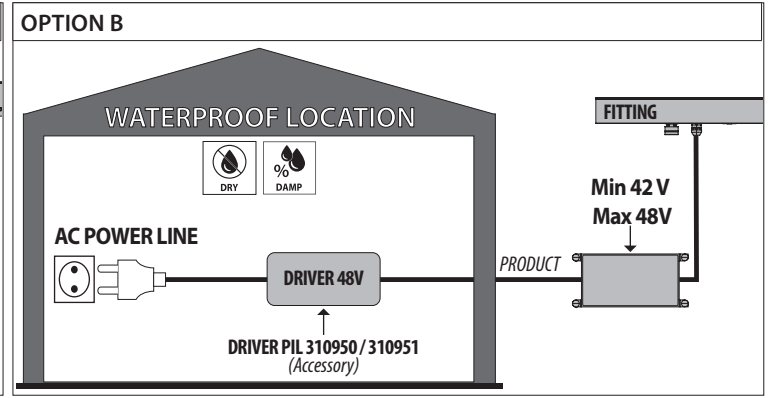 OPTION B
WATERPROOF LOCATION
FITTING
%
DRY
DAMP
Min 42 V
Max 48V
AC POWER LINE
PRODUCT
DRIVER 48V
DRIVER PIL 310950 / 310951
(Accessory)